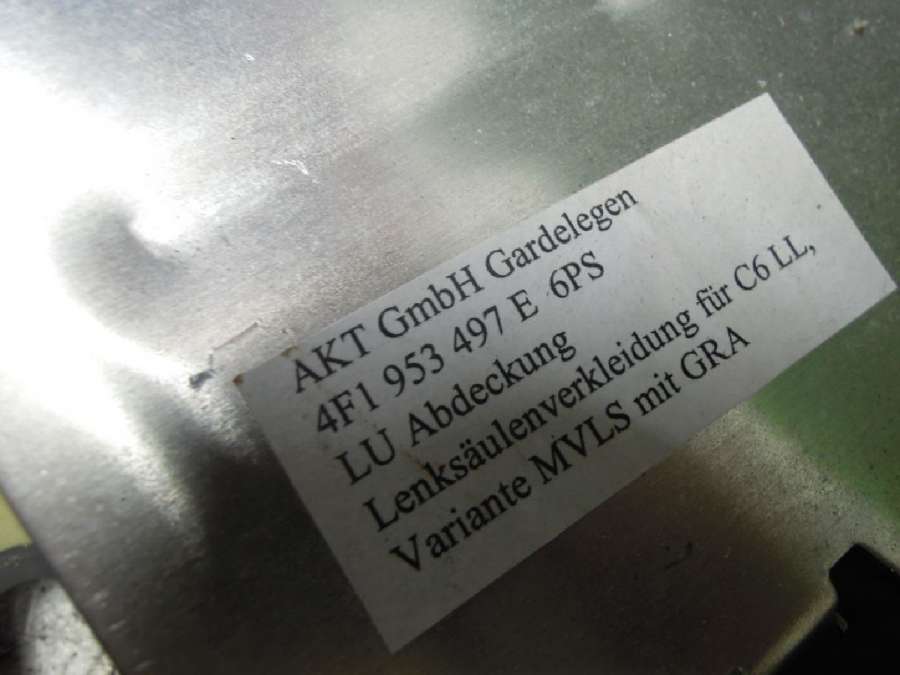 AKT GmbH Gardelegen
4F1 953 497 E 6PS
LU Abdeckung
Lenksäulenverkleidung für C6 LL,
Variante MVLS mit GRA